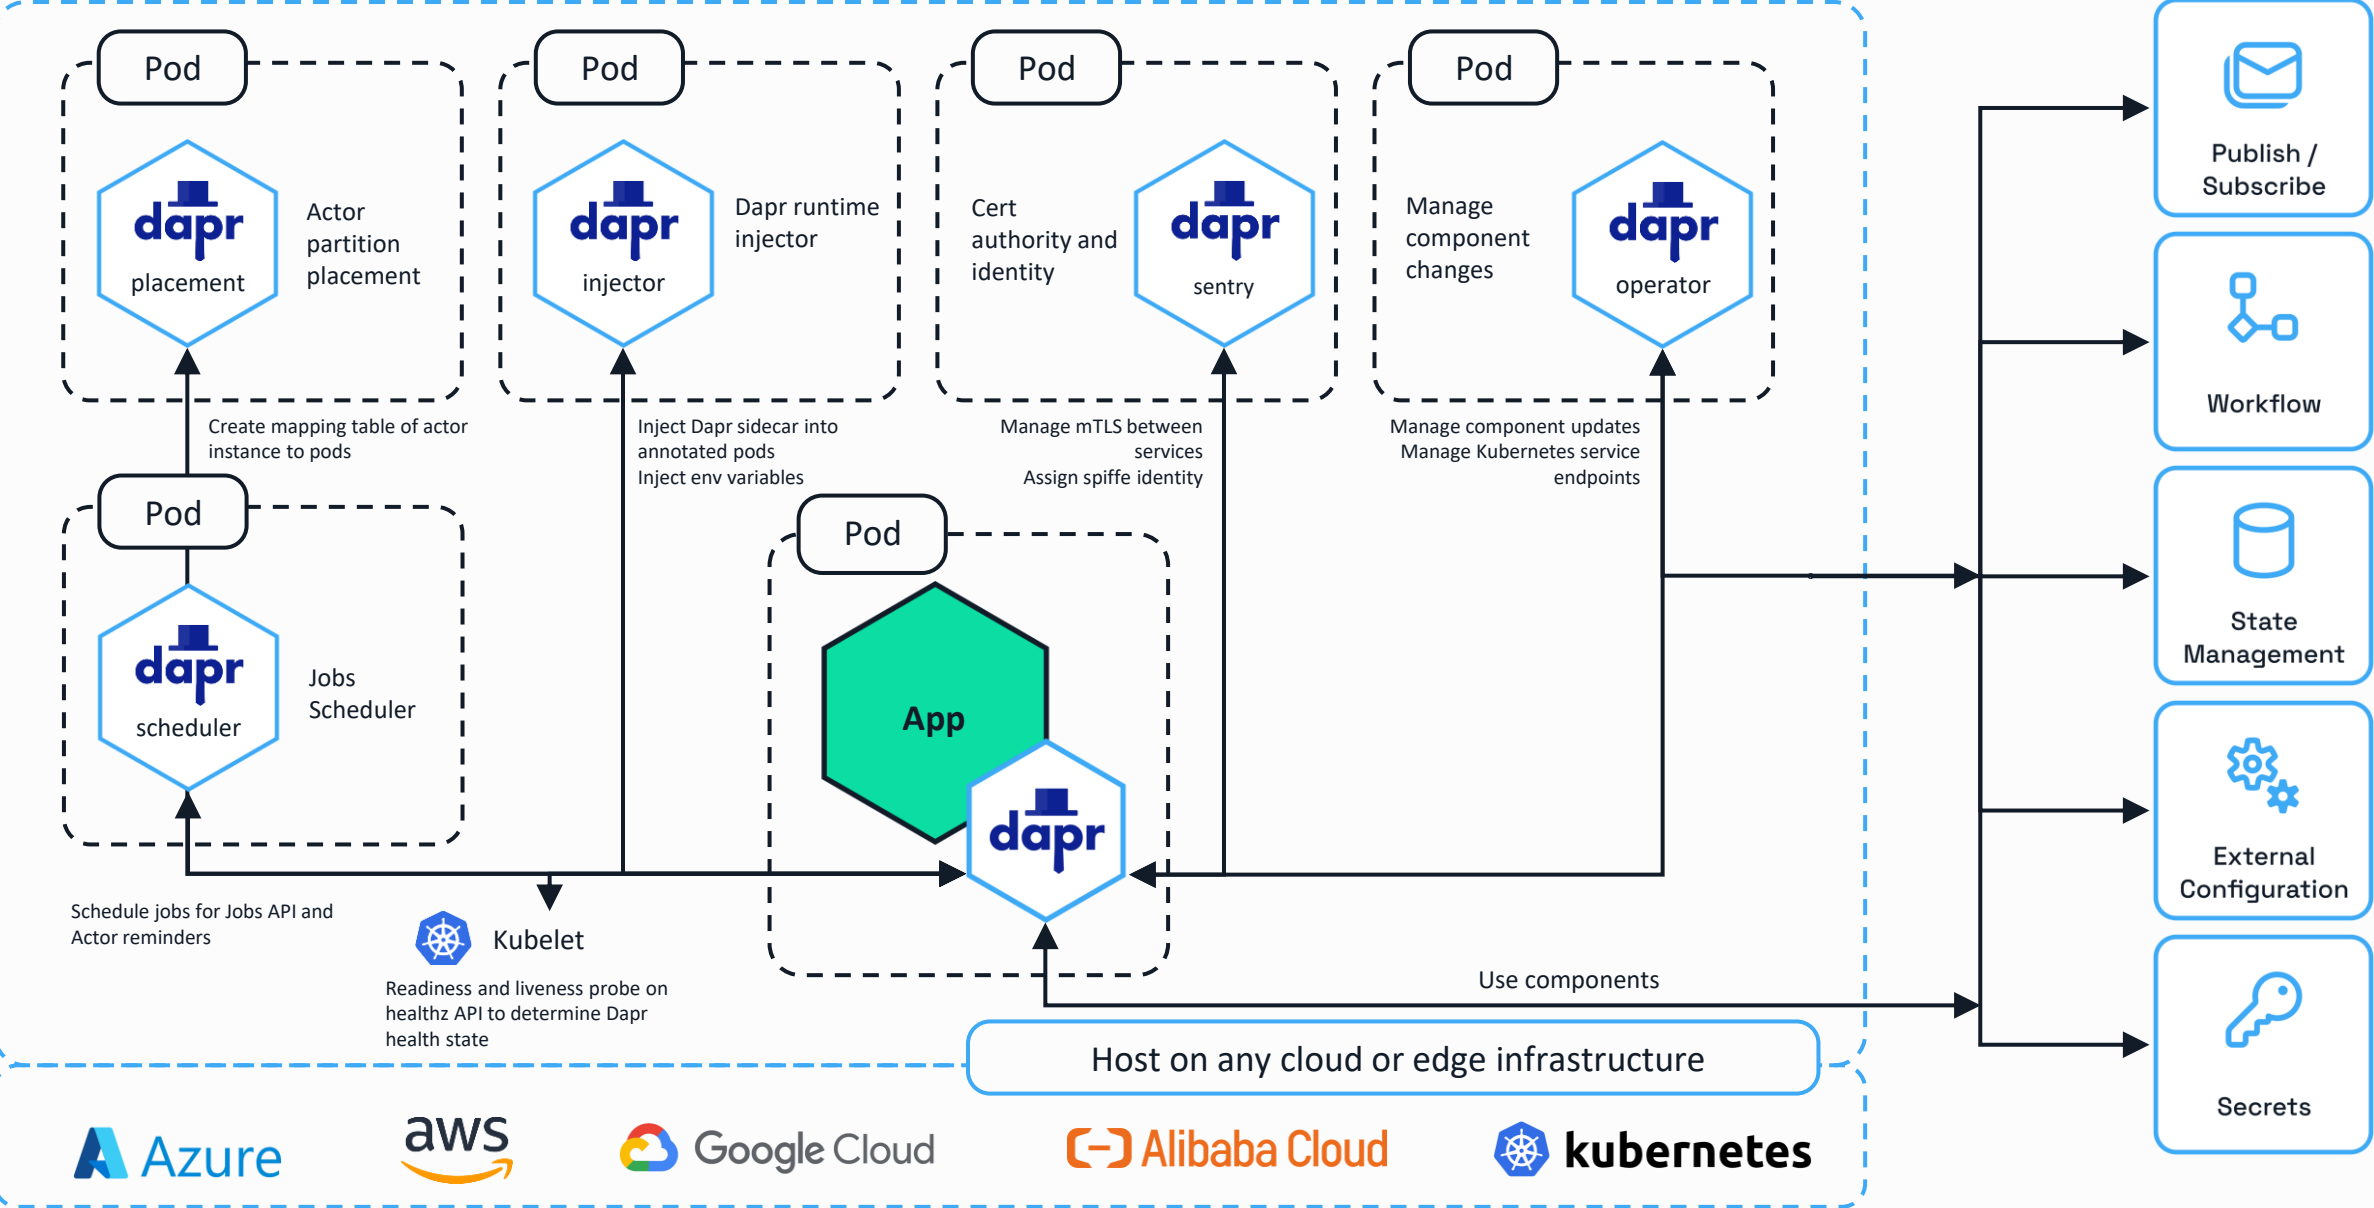 Pod
Pod
Pod
Pod
dapr
placement
Actor
partition
placement
dapr
injector
Dapr runtime
injector
Cert
authority and
identity
dapr
sentry
Manage
component
changes
dapr
operator
Create mapping table of actor
instance to pods
Inject Dapr sidecar into
annotated pods
Inject env variables
Manage mTLS between
services
Assign spiffe identity
Manage component updates
Manage Kubernetes service
endpoints
Pod
dapr
scheduler
Jobs
Scheduler
Pod
App
dapr
Schedule jobs for Jobs API and
Actor reminders
Kubelet
Readiness and liveness probe on
healthz API to determine Dapr
health state
Use components
Publish /
Subscribe
Workflow
State
Management
External
Configuration
Secrets
Host on any cloud or edge infrastructure
Azure
aws
Google Cloud
Alibaba Cloud
kubernetes